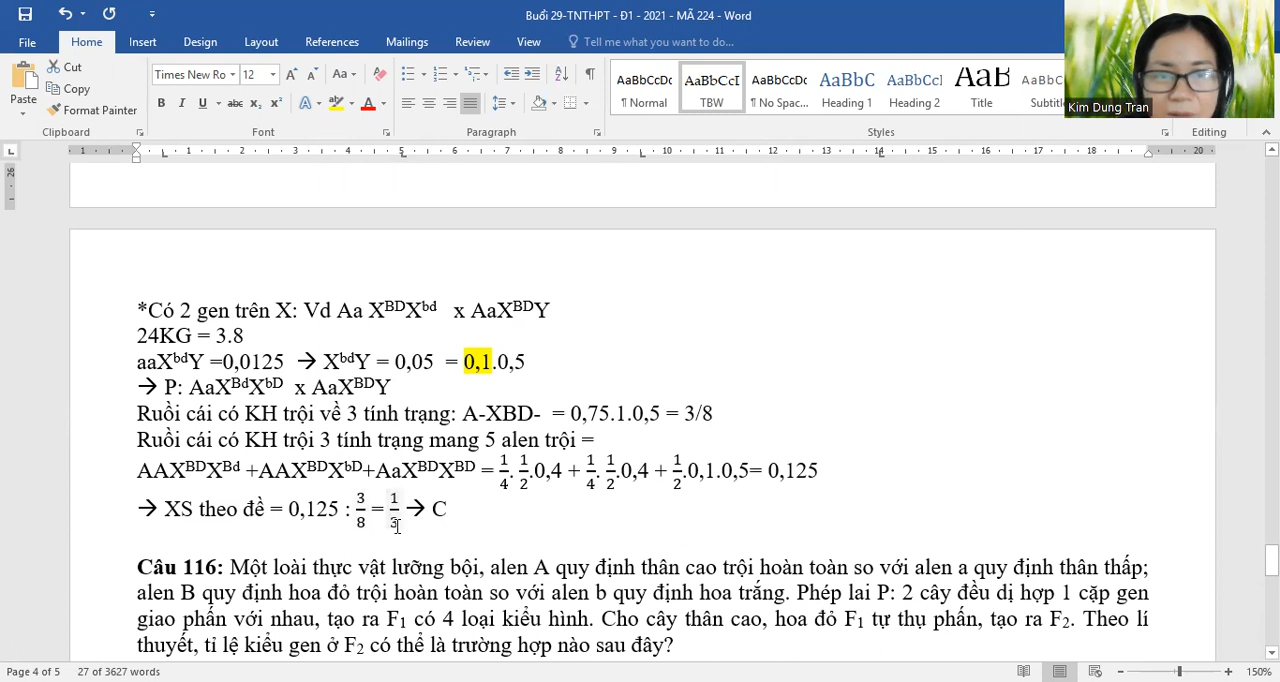 Buổi 29-TNTHPT - Đ1 - 2021 - MÃ 224 - Word
File Home Insert Design Layout References Mailings Review View Tell me what you want to do...
Cut
Copy
Format Painter
Paste
Times New Ro 12
Clipboard Font Paragraph Styles Editing
AaBbCcDc AaBbCcI AaBbCcDc AaBbC AaBbCcI AaB AaBbCc
¶ Normal TBW ¶ No Spac... Heading 1 Heading 2 Title Subtitl
Kim Dung Tran
*Có 2 gen trên X: Vd Aa X^BD X^bd x AaX^BD Y
24KG = 3.8
aaX^bd Y =0,0125 → X^bd Y = 0,05 = 0,1.0,5
→ P: AaX^Bd X^bD x AaX^BD Y
Ruồi cái có KH trội về 3 tính trạng: A-XBD- = 0,75.1.0,5 = 3/8
Ruồi cái có KH trội 3 tính trạng mang 5 alen trội =
AAX^BD X^Bd +AAX^BD X^bD+AaX^BD X^BD = 1/4. 1/2.0,4 + 1/4. 1/2.0,4 + 1/2.0,1.0,5= 0,125
→ XS theo đề = 0,125 : 3/8 = 1/3 → C
Câu 116: Một loài thực vật lưỡng bội, alen A quy định thân cao trội hoàn toàn so với alen a quy định thân thấp;
alen B quy định hoa đỏ trội hoàn toàn so với alen b quy định hoa trắng. Phép lai P: 2 cây đều dị hợp 1 cặp gen
giao phấn với nhau, tạo ra F1 có 4 loại kiểu hình. Cho cây thân cao, hoa đỏ F1 tự thụ phấn, tạo ra F2. Theo lí
thuyết, tỉ lệ kiểu gen ở F2 có thể là trường hợp nào sau đây?
Page 4 of 5 27 of 3627 words 150%